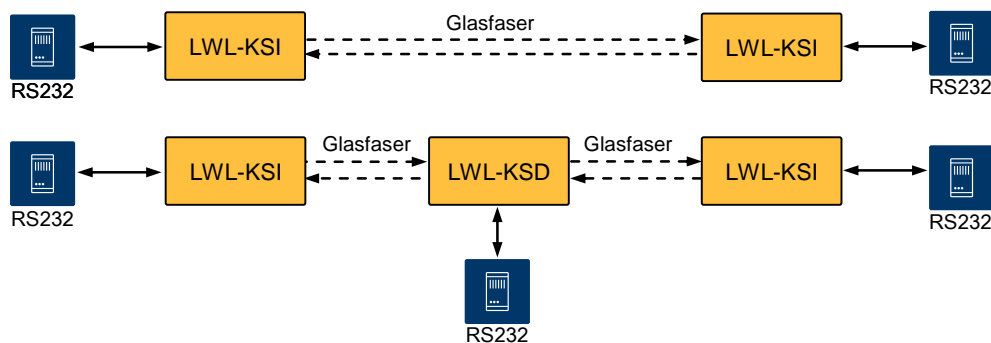 Glasfaser
LWL-KSI
LWL-KSI
RS232
RS232
Glasfaser
Glasfaser
LWL-KSI
LWL-KSD
LWL-KSI
RS232
RS232
RS232